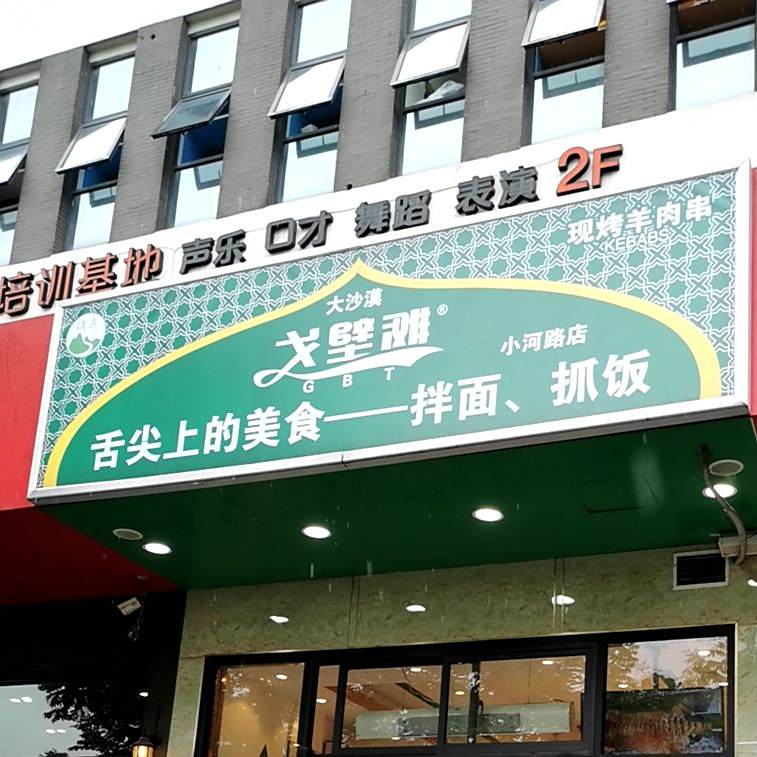 培训基地 声乐 口才 舞蹈 表演 2F
现烤羊肉串
KEBABS
清真
大沙漠
戈壁滩®
GBT
小河路店
舌尖上的美食——拌面、抓饭